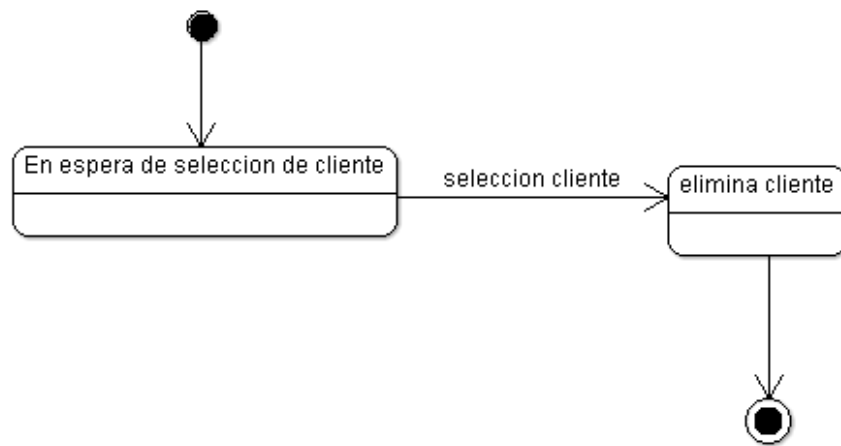 En espera de seleccion de cliente
seleccion cliente
elimina cliente